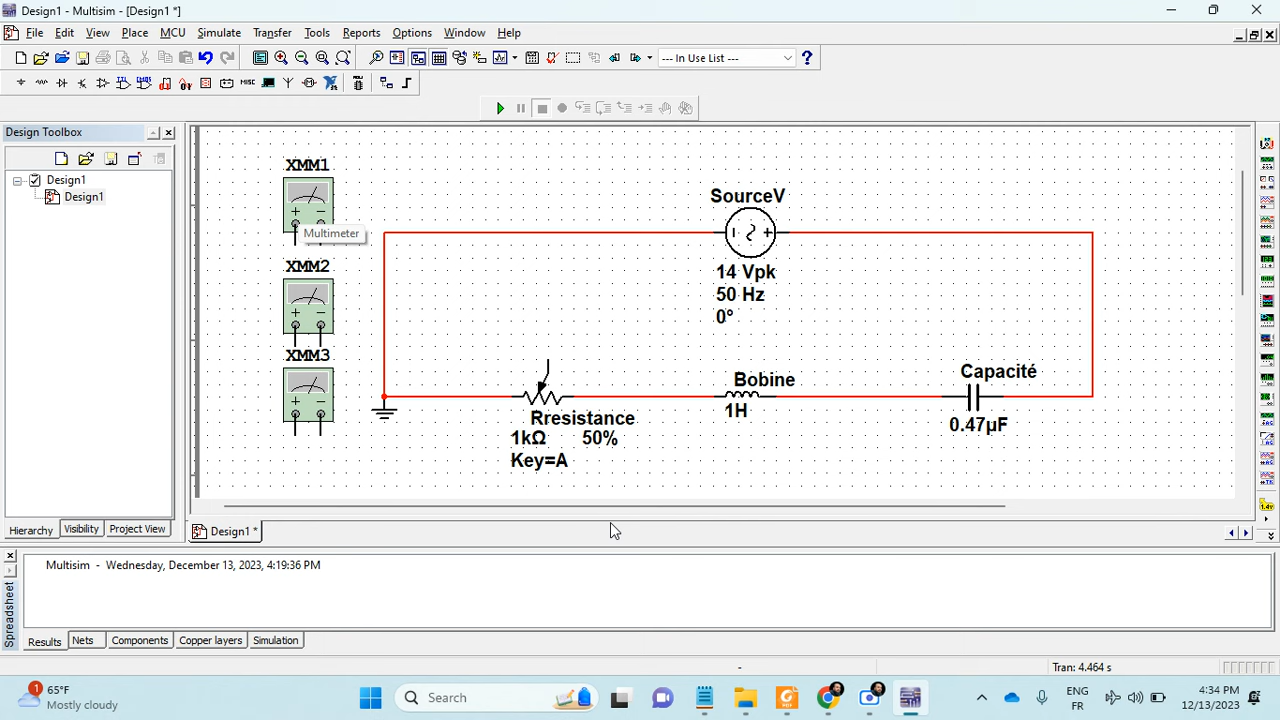 Design1 - Multisim - [Design1 *]
File Edit View Place MCU Simulate Transfer Tools Reports Options Window Help
--- In Use List ---
Design Toolbox
Design1
Design1
XMM1
Multimeter
XMM2
XMM3
SourceV
14 Vpk
50 Hz
0°
Rresistance
1kΩ 50%
Key=A
Bobine
1H
Capacité
0.47µF
Hierarchy Visibility Project View
Design1 *
Multisim - Wednesday, December 13, 2023, 4:19:36 PM
Spreadsheet
Results Nets Components Copper layers Simulation
- Tran: 4.464 s
1
65°F
Mostly cloudy
Search
ENG
FR
4:34 PM
12/13/2023